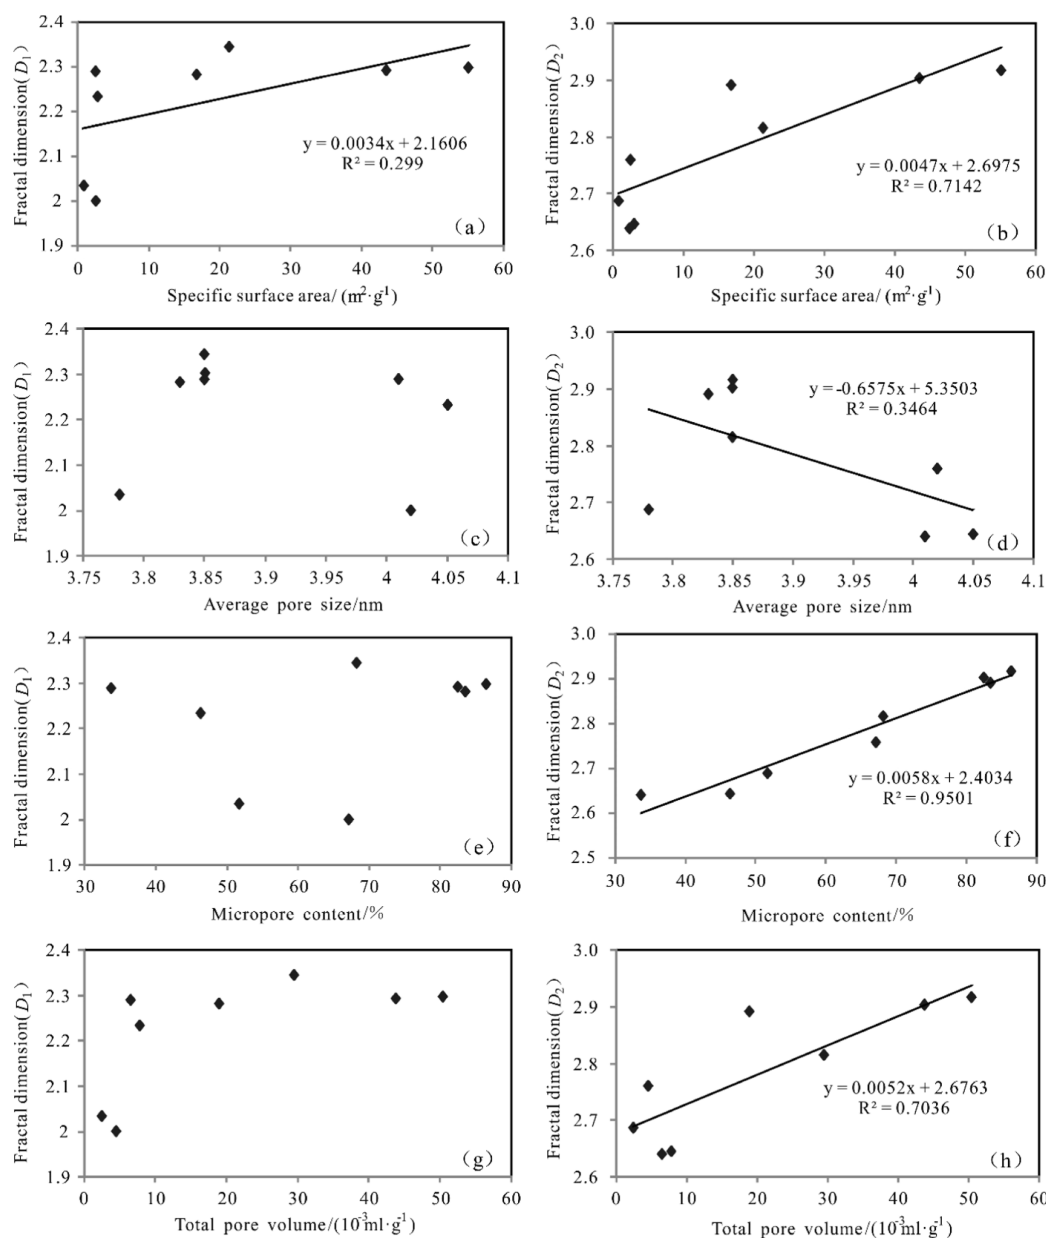 Fractal dimension(D₁)
2.4
2.3
2.2
2.1
2
1.9
y = 0.0034x + 2.1606
R² = 0.299
（a）
0 10 20 30 40 50 60
Specific surface area/ (m²·g⁻¹)
Fractal dimension(D₂)
3.0
2.9
2.8
2.7
2.6
y = 0.0047x + 2.6975
R² = 0.7142
（b）
0 10 20 30 40 50 60
Specific surface area/ (m²·g⁻¹)
Fractal dimension(D₁)
2.4
2.3
2.2
2.1
2
1.9
（c）
3.75 3.8 3.85 3.9 3.95 4 4.05 4.1
Average pore size/nm
Fractal dimension(D₂)
3.0
2.9
2.8
2.7
2.6
y = -0.6575x + 5.3503
R² = 0.3464
（d）
3.75 3.8 3.85 3.9 3.95 4 4.05 4.1
Average pore size/nm
Fractal dimension(D₁)
2.4
2.3
2.2
2.1
2
1.9
（e）
30 40 50 60 70 80 90
Micropore content/%
Fractal dimension(D₂)
3.0
2.9
2.8
2.7
2.6
2.5
y = 0.0058x + 2.4034
R² = 0.9501
（f）
30 40 50 60 70 80 90
Micropore content/%
Fractal dimension(D₁)
2.4
2.3
2.2
2.1
2
1.9
（g）
0 10 20 30 40 50 60
Total pore volume/(10⁻³ml·g⁻¹)
Fractal dimension(D₂)
3.0
2.9
2.8
2.7
2.6
y = 0.0052x + 2.6763
R² = 0.7036
（h）
0 10 20 30 40 50 60
Total pore volume/(10⁻³ml·g⁻¹)